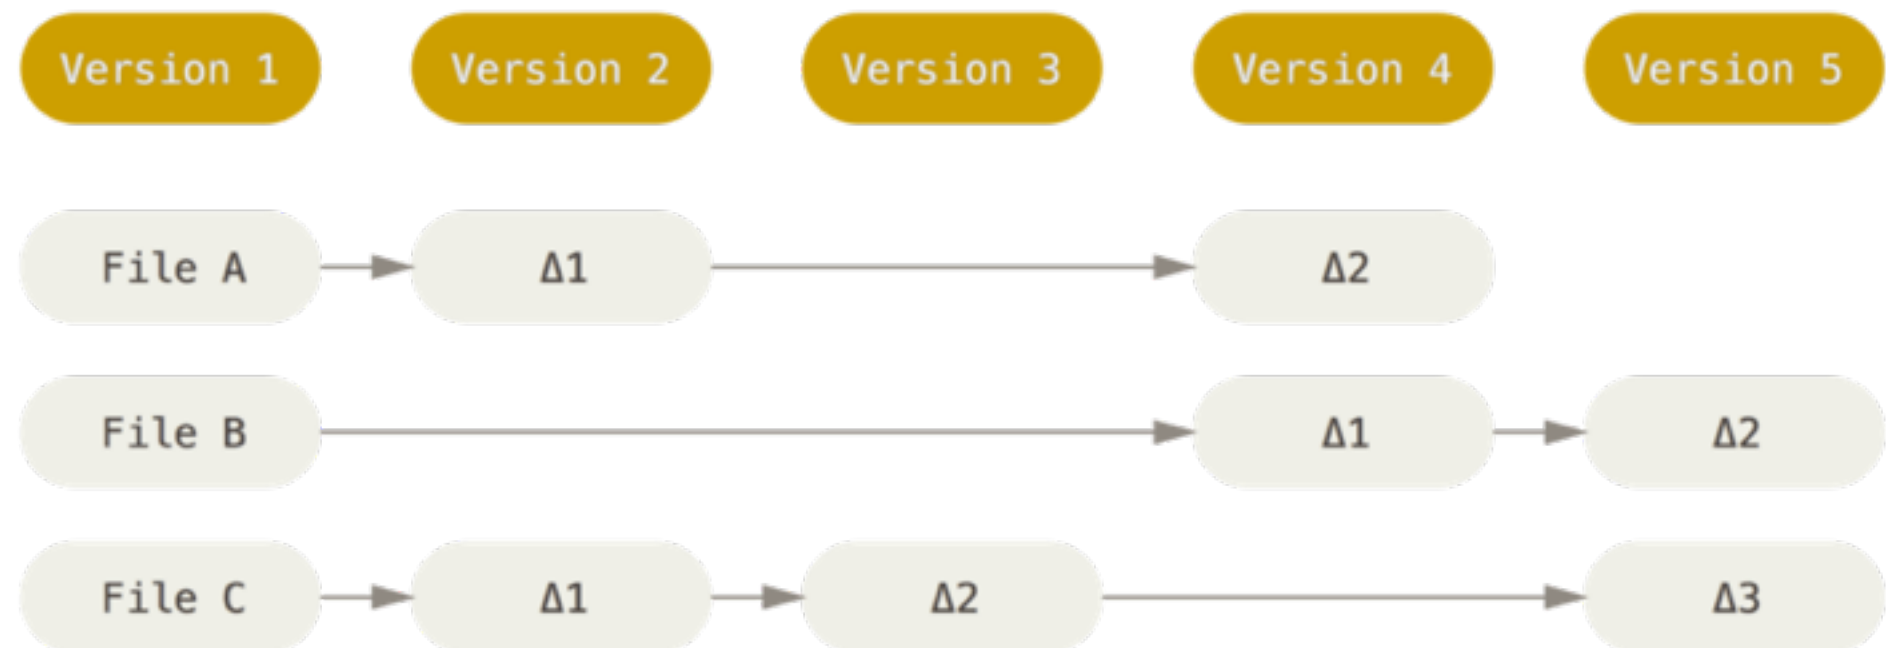 Version 1 Version 2 Version 3 Version 4 Version 5
File A Δ1 Δ2
File B Δ1 Δ2
File C Δ1 Δ2 Δ3